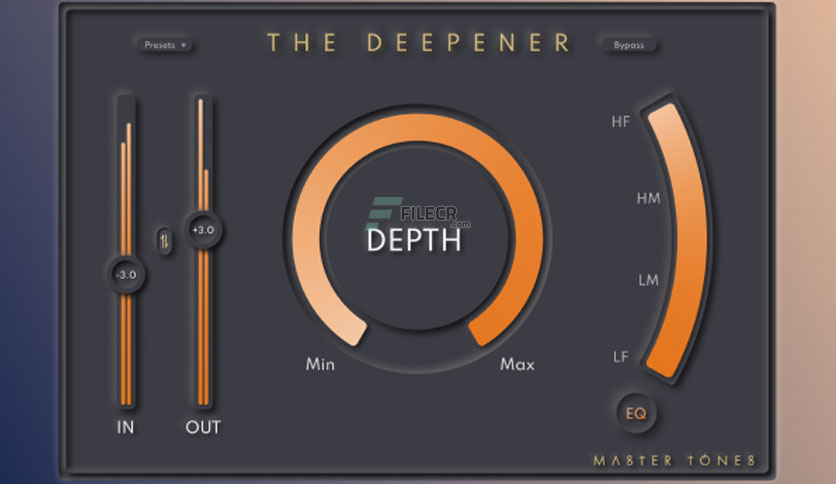 Presets ▾
THE DEEPENER
Bypass
HF
HM
LM
LF
+3.0
-3.0
FILECR
.com
DEPTH
Min
Max
IN
OUT
EQ
MASTER TONES